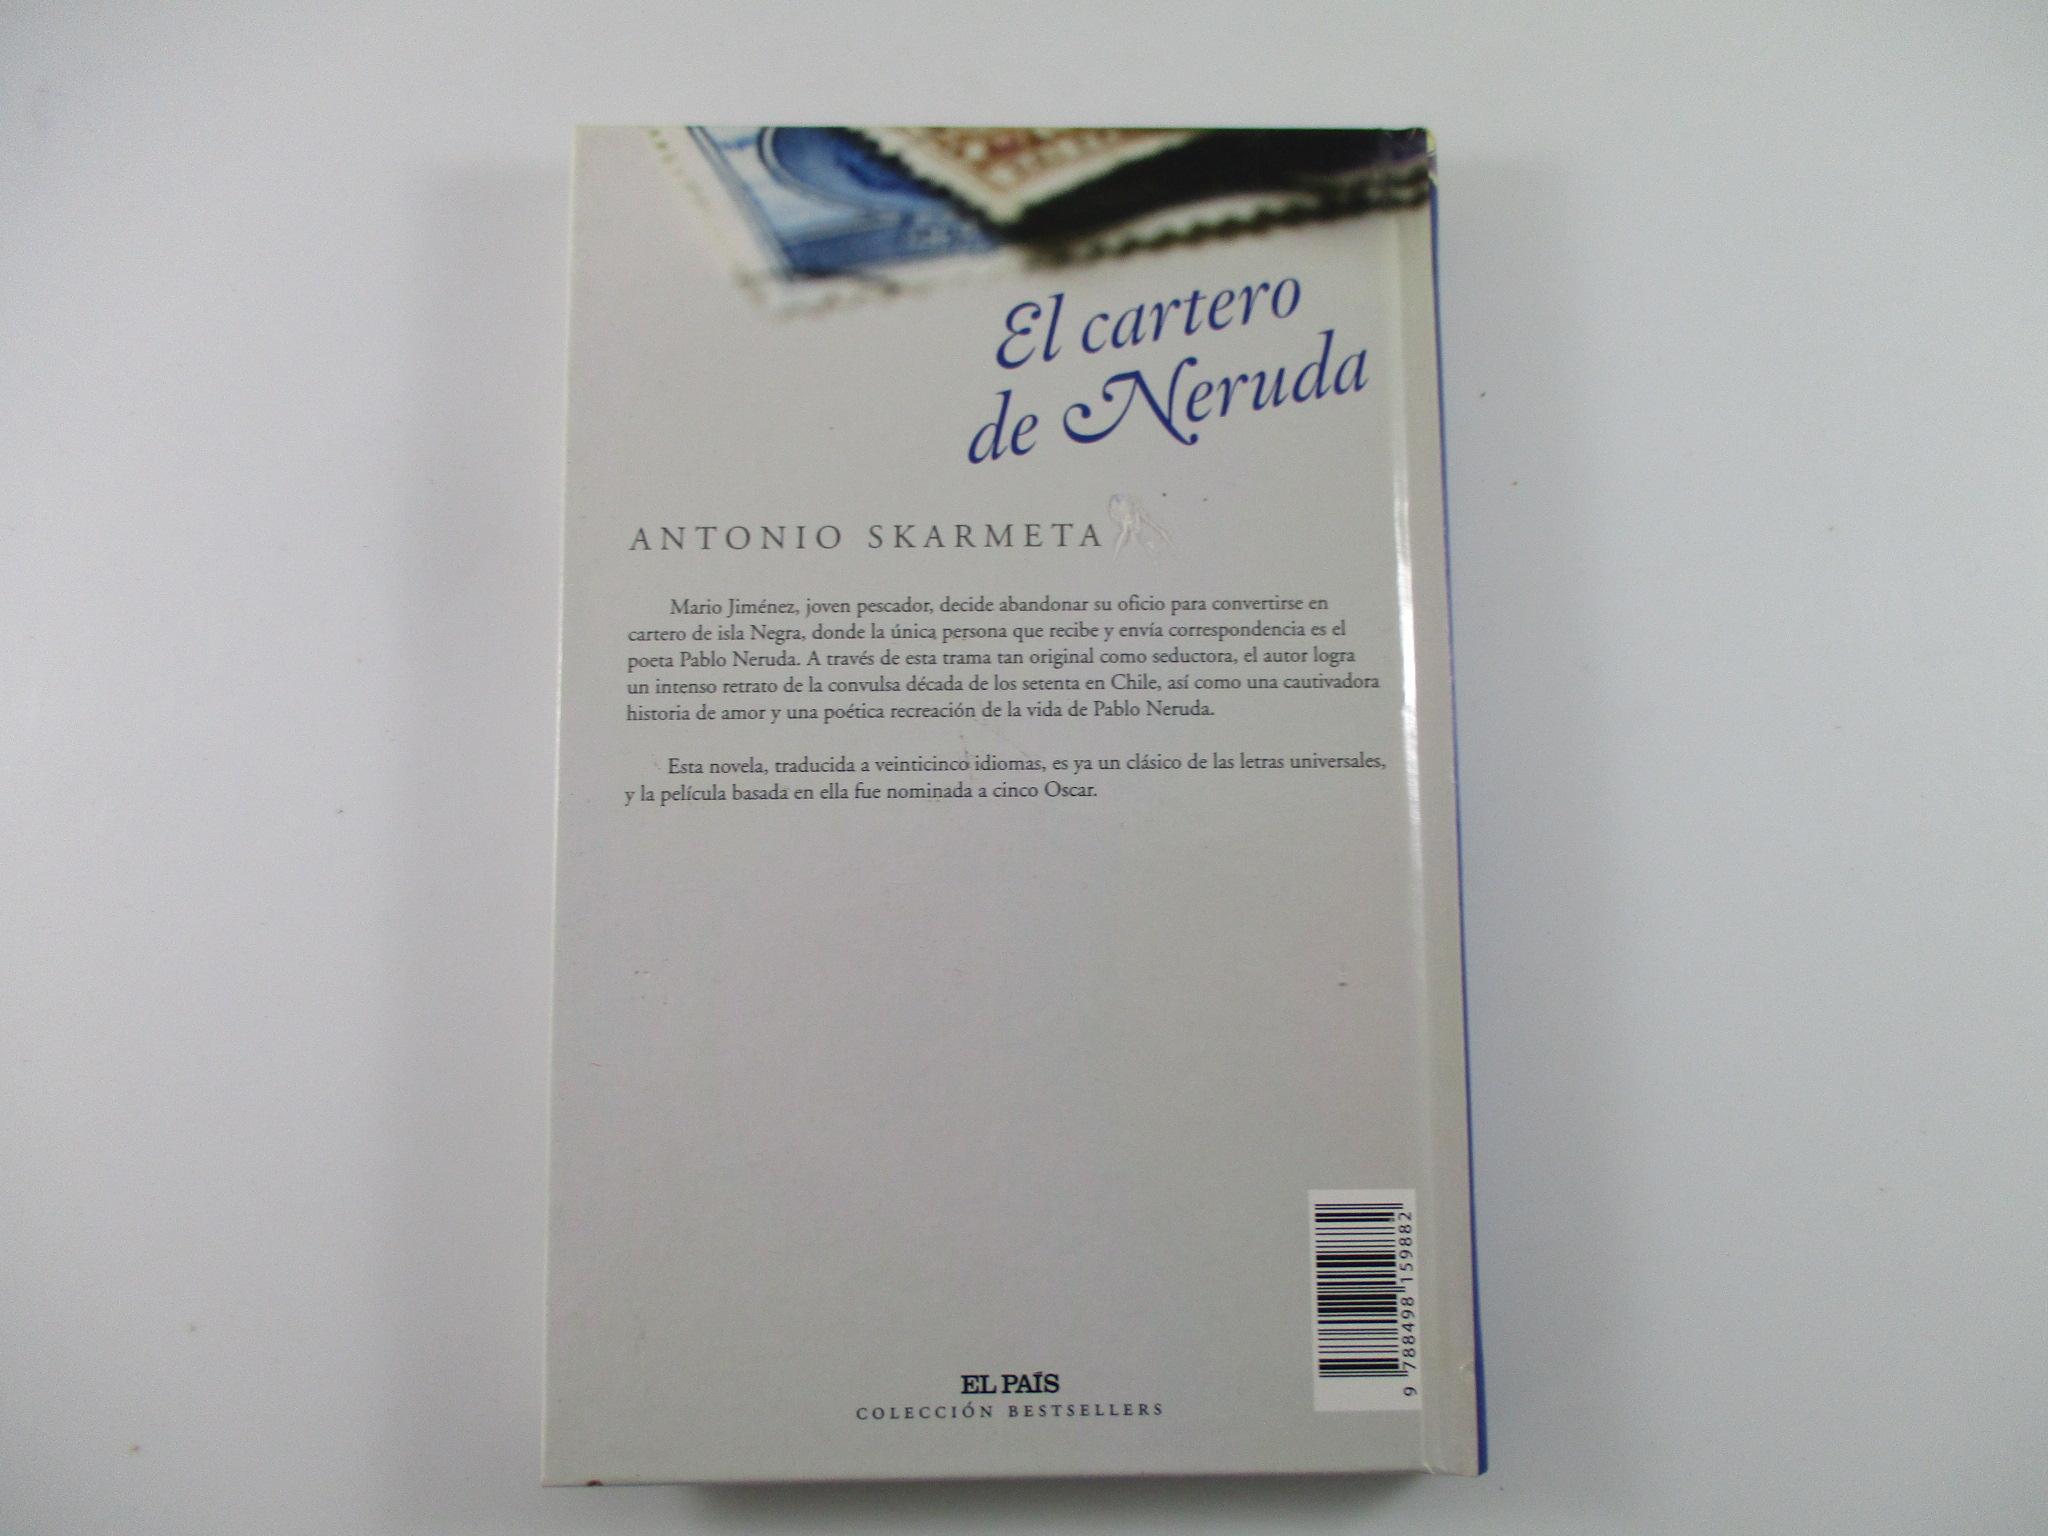 El cartero
de Neruda
ANTONIO SKARMETA
Mario Jiménez, joven pescador, decide abandonar su oficio para convertirse en
cartero de isla Negra, donde la única persona que recibe y envía correspondencia es el
poeta Pablo Neruda. A través de esta trama tan original como seductora, el autor logra
un intenso retrato de la convulsa década de los setenta en Chile, así como una cautivadora
historia de amor y una poética recreación de la vida de Pablo Neruda.
Esta novela, traducida a veinticinco idiomas, es ya un clásico de las letras universales,
y la película basada en ella fue nominada a cinco Oscar.
9 788498 159882
EL PAÍS
COLECCIÓN BESTSELLERS